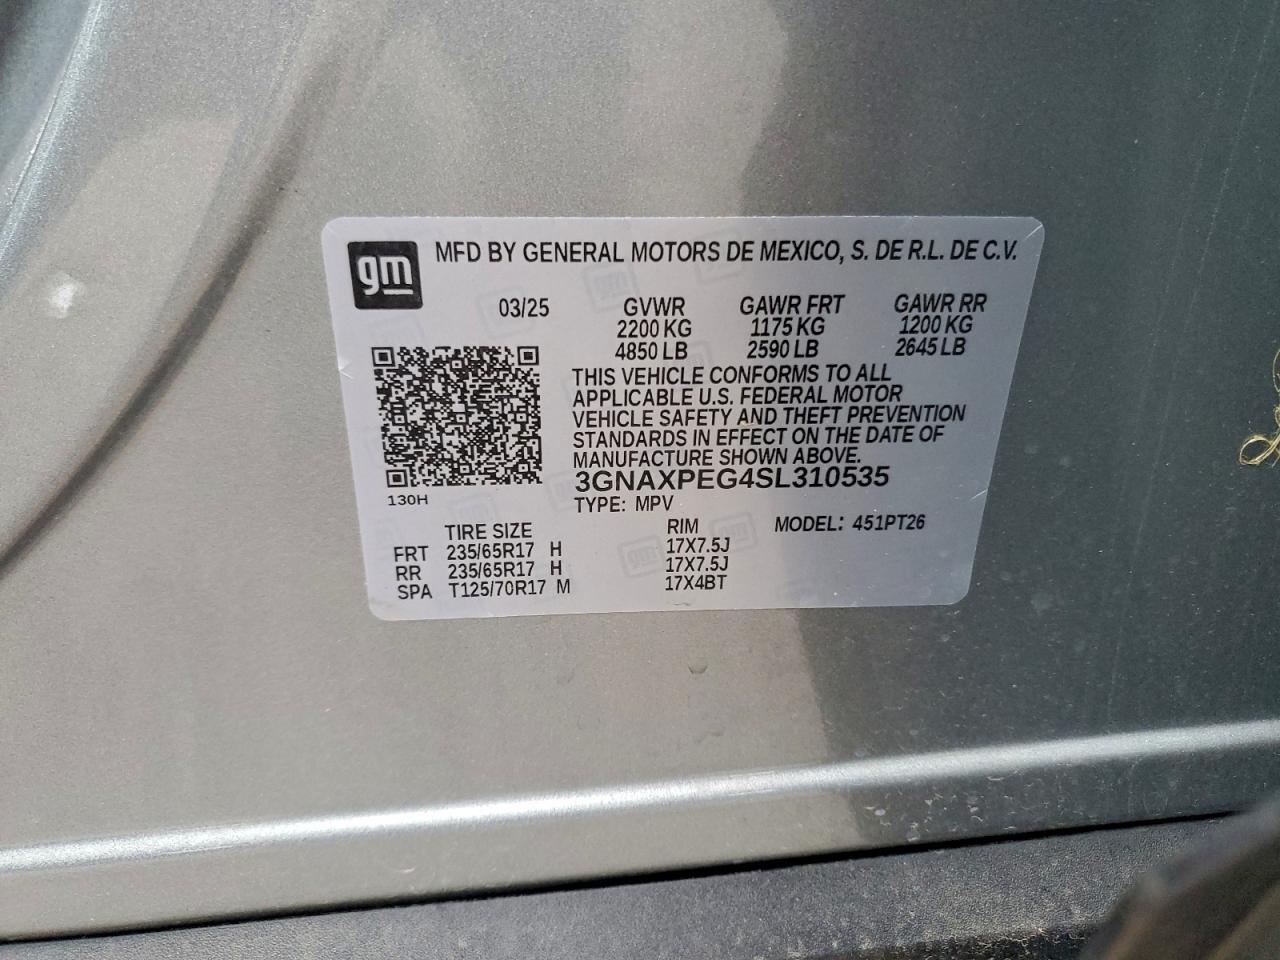 gm MFD BY GENERAL MOTORS DE MEXICO, S. DE R.L. DE C.V.
03/25 GVWR GAWR FRT GAWR RR
2200 KG 1175 KG 1200 KG
4850 LB 2590 LB 2645 LB
THIS VEHICLE CONFORMS TO ALL
APPLICABLE U.S. FEDERAL MOTOR
VEHICLE SAFETY AND THEFT PREVENTION
STANDARDS IN EFFECT ON THE DATE OF
MANUFACTURE SHOWN ABOVE.
3GNAXPEG4SL310535
130H TYPE: MPV
TIRE SIZE RIM MODEL: 451PT26
FRT 235/65R17 H 17X7.5J
RR 235/65R17 H 17X7.5J
SPA T125/70R17 M 17X4BT